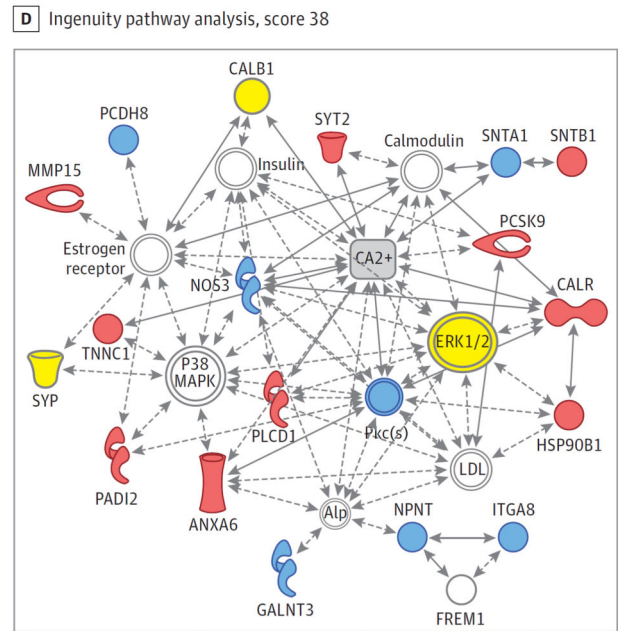 D Ingenuity pathway analysis, score 38
CALB1
PCDH8
SYT2
Calmodulin
SNTA1
SNTB1
Insulin
MMP15
PCSK9
Estrogen
receptor
CA2+
NOS3
CALR
TNNC1
P38
MAPK
ERK1/2
SYP
PLCD1
Pkc(s)
HSP90B1
PADI2
ANXA6
LDL
Alp
NPNT
ITGA8
GALNT3
FREM1